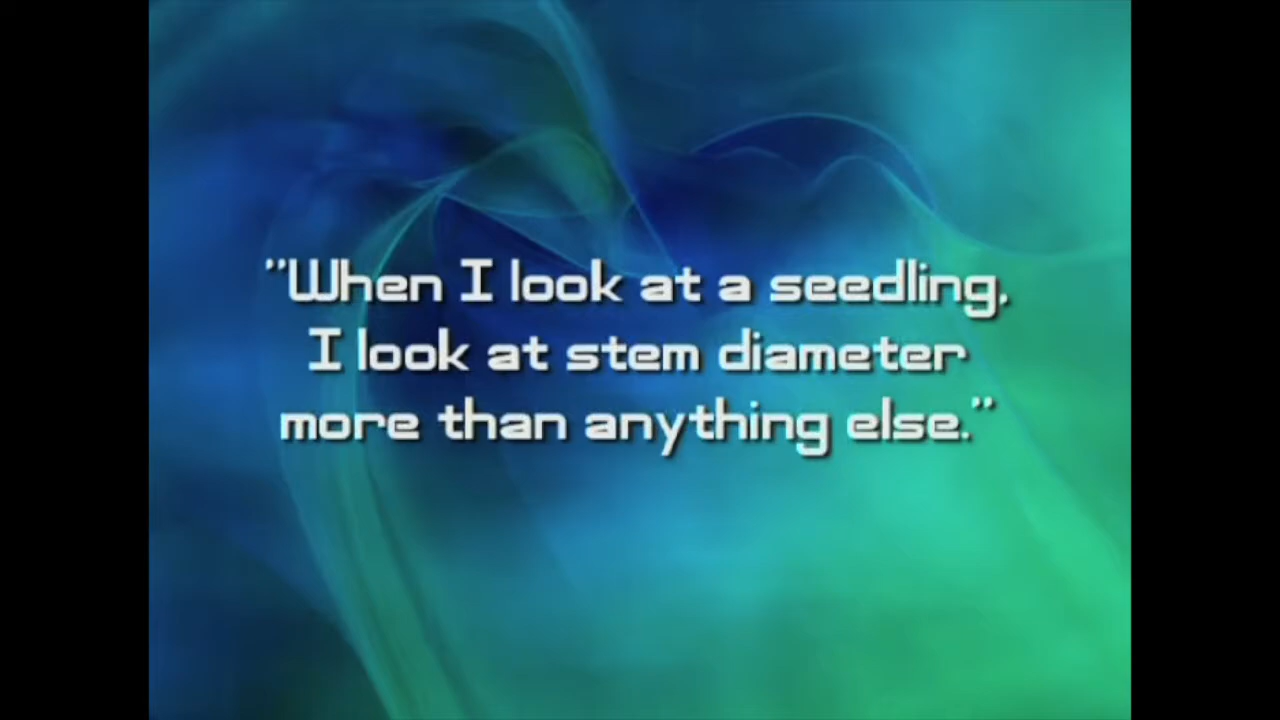 "When I look at a seedling,
I look at stem diameter
more than anything else."